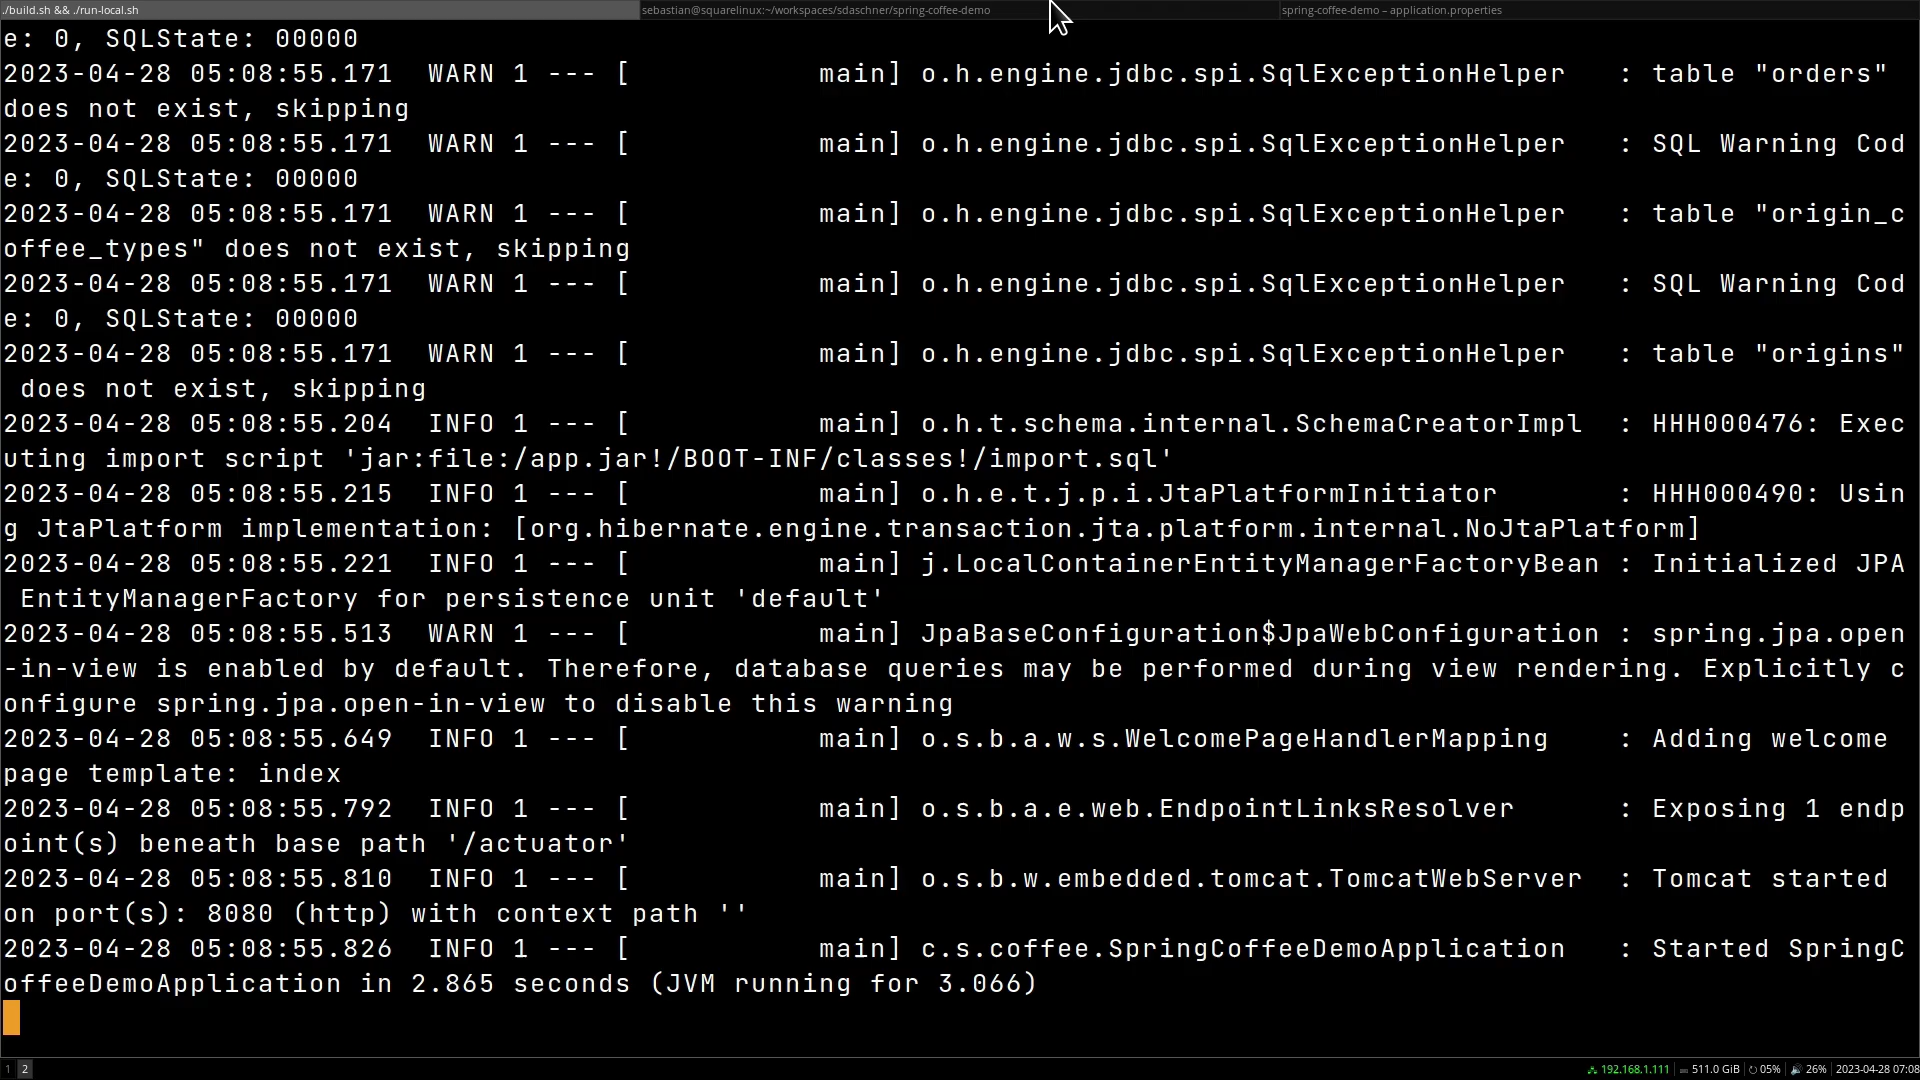 ./build.sh && ./run-local.sh sebastian@squarelinux:~/workspaces/sdaschner/spring-coffee-demo spring-coffee-demo – application.properties
e: 0, SQLState: 00000
2023-04-28 05:08:55.171  WARN 1 --- [           main] o.h.engine.jdbc.spi.SqlExceptionHelper   : table "orders"
does not exist, skipping
2023-04-28 05:08:55.171  WARN 1 --- [           main] o.h.engine.jdbc.spi.SqlExceptionHelper   : SQL Warning Cod
e: 0, SQLState: 00000
2023-04-28 05:08:55.171  WARN 1 --- [           main] o.h.engine.jdbc.spi.SqlExceptionHelper   : table "origin_c
offee_types" does not exist, skipping
2023-04-28 05:08:55.171  WARN 1 --- [           main] o.h.engine.jdbc.spi.SqlExceptionHelper   : SQL Warning Cod
e: 0, SQLState: 00000
2023-04-28 05:08:55.171  WARN 1 --- [           main] o.h.engine.jdbc.spi.SqlExceptionHelper   : table "origins"
 does not exist, skipping
2023-04-28 05:08:55.204  INFO 1 --- [           main] o.h.t.schema.internal.SchemaCreatorImpl  : HHH000476: Exec
uting import script 'jar:file:/app.jar!/BOOT-INF/classes!/import.sql'
2023-04-28 05:08:55.215  INFO 1 --- [           main] o.h.e.t.j.p.i.JtaPlatformInitiator       : HHH000490: Usin
g JtaPlatform implementation: [org.hibernate.engine.transaction.jta.platform.internal.NoJtaPlatform]
2023-04-28 05:08:55.221  INFO 1 --- [           main] j.LocalContainerEntityManagerFactoryBean : Initialized JPA
 EntityManagerFactory for persistence unit 'default'
2023-04-28 05:08:55.513  WARN 1 --- [           main] JpaBaseConfiguration$JpaWebConfiguration : spring.jpa.open
-in-view is enabled by default. Therefore, database queries may be performed during view rendering. Explicitly c
onfigure spring.jpa.open-in-view to disable this warning
2023-04-28 05:08:55.649  INFO 1 --- [           main] o.s.b.a.w.s.WelcomePageHandlerMapping    : Adding welcome
page template: index
2023-04-28 05:08:55.792  INFO 1 --- [           main] o.s.b.a.e.web.EndpointLinksResolver      : Exposing 1 endp
oint(s) beneath base path '/actuator'
2023-04-28 05:08:55.810  INFO 1 --- [           main] o.s.b.w.embedded.tomcat.TomcatWebServer  : Tomcat started
on port(s): 8080 (http) with context path ''
2023-04-28 05:08:55.826  INFO 1 --- [           main] c.s.coffee.SpringCoffeeDemoApplication   : Started SpringC
offeeDemoApplication in 2.865 seconds (JVM running for 3.066)
1 2 192.168.1.111 511.0 GiB 05% 26% 2023-04-28 07:08